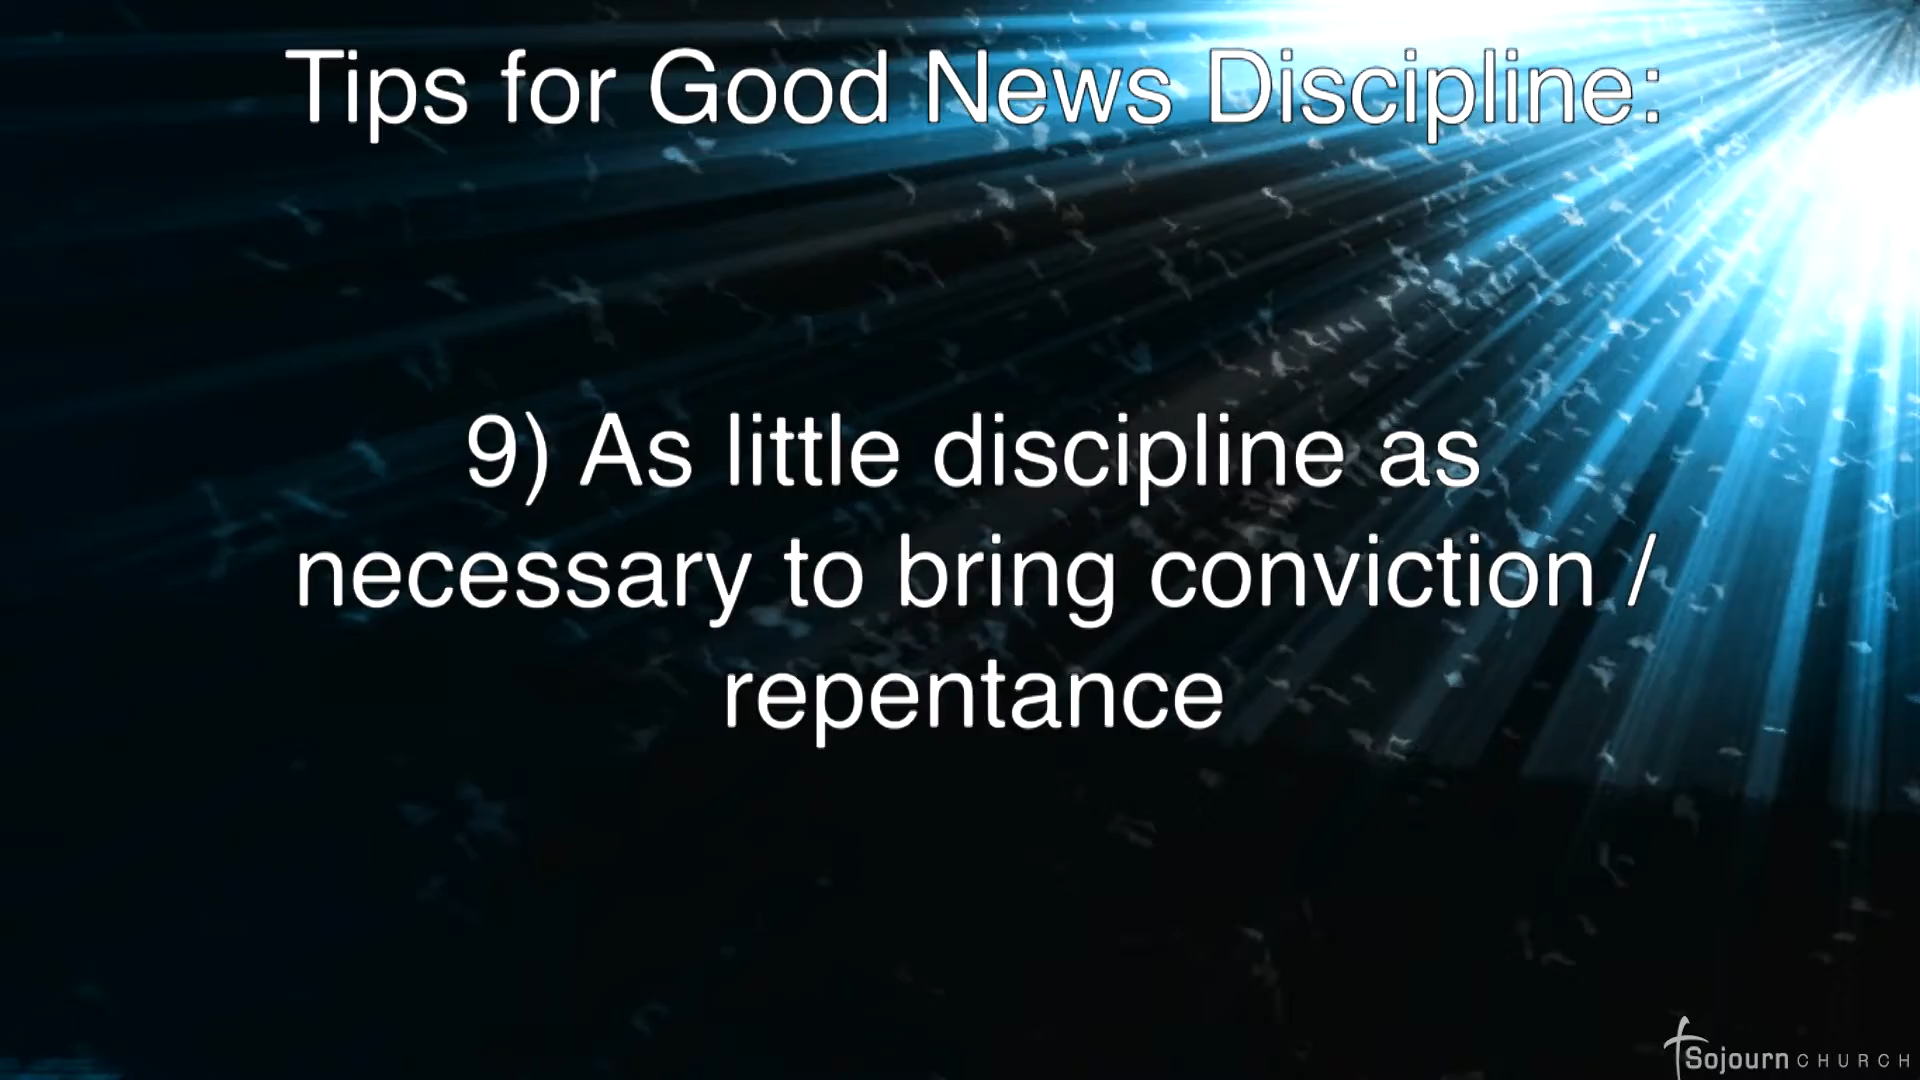 Tips for Good News Discipline:
9) As little discipline as
necessary to bring conviction /
repentance
Sojourn CHURCH